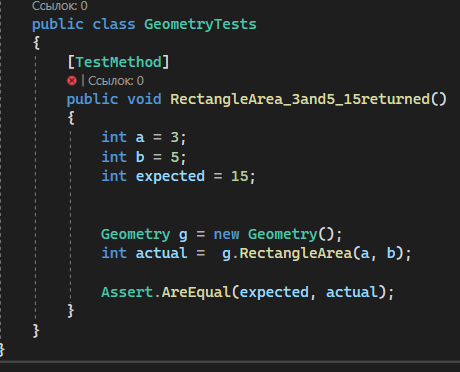 Ссылок: 0
public class GeometryTests
{
[TestMethod]
| Ссылок: 0
public void RectangleArea_3and5_15returned()
{
int a = 3;
int b = 5;
int expected = 15;
Geometry g = new Geometry();
int actual =  g.RectangleArea(a, b);
Assert.AreEqual(expected, actual);
}
}
}